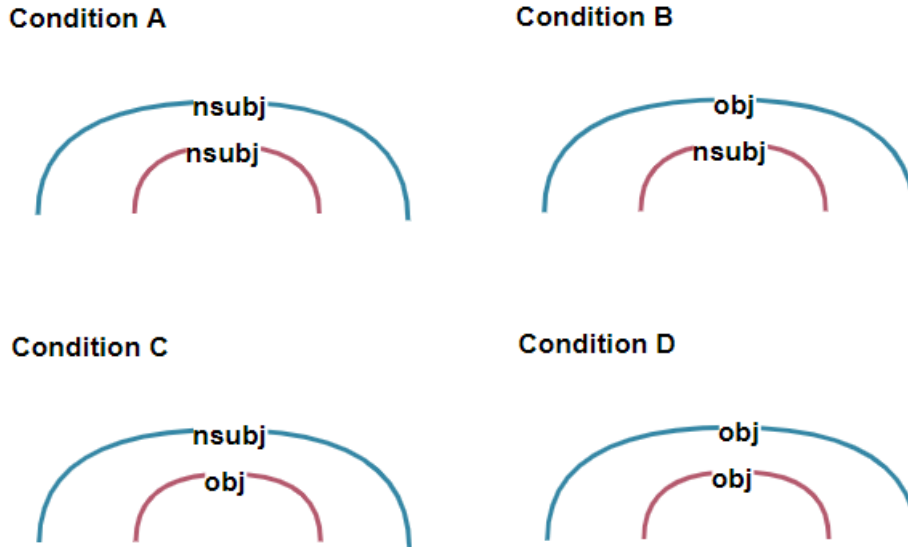 Condition A
nsubj
nsubj
Condition B
obj
nsubj
Condition C
nsubj
obj
Condition D
obj
obj